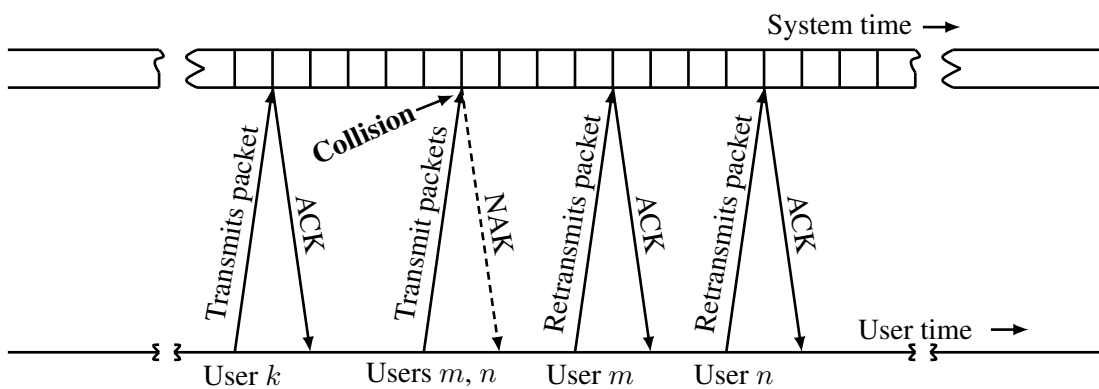 System time
Collision
Transmits packet
ACK
Transmit packets
NAK
Retransmits packet
ACK
Retransmits packet
ACK
User time
User k
Users m, n
User m
User n